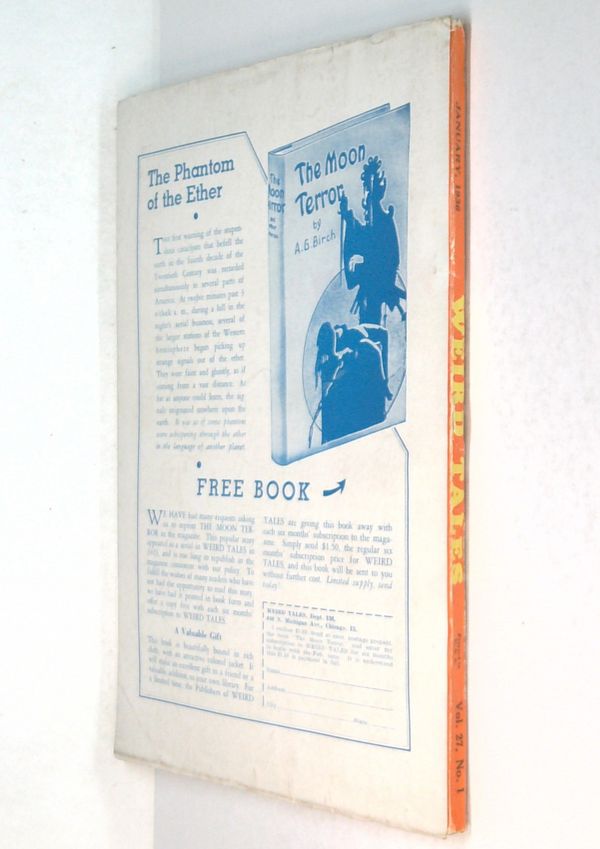 The Phantom
of the Ether
THE first warning of the stupen-
dous cataclysm that befell the
earth in the fourth decade of the
Twentieth Century was recorded
simultaneously in several parts of
America. At twelve minutes past 3
o'clock a. m., during a lull in the
night's aerial business, several of
the larger stations of the Western
hemisphere began picking up
strange signals out of the ether.
They were faint and ghostly, as if
coming from a vast distance. As
far as anyone could learn, the sig-
nals originated nowhere upon the
earth. It was as if some phantom
were whispering through the ether
in the language of another planet.
The
Moon
Terror
The Moon
Terror
by
A.G. Birch
FREE BOOK
WE HAVE had many requests asking
us to reprint THE MOON TER-
ROR in the magazine. This popular story
appeared as a serial in WEIRD TALES in
1923, and is too long to republish in the
magazine consistent with our policy. To
fulfill the wishes of many readers who have
not had the opportunity to read this story,
we have had it printed in book form and
offer a copy free with each six months'
subscription to WEIRD TALES.
A Valuable Gift
This book is beautifully bound in rich
cloth, with an attractive colored jacket. It
will make an excellent gift to a friend or a
valuable addition to your own library. For
a limited time, the Publishers of WEIRD
TALES are giving this book away with
each six months' subscription to the maga-
zine. Simply send $1.50, the regular six
months' subscription price for WEIRD
TALES, and this book will be sent to you
without further cost. Limited supply, send
today!
WEIRD TALES, Dept.
Michigan Ave., Chicago, Ill.
Name
Address
City
State
JANUARY, 1936
WEIRD TALES
Vol. 27, No. 1